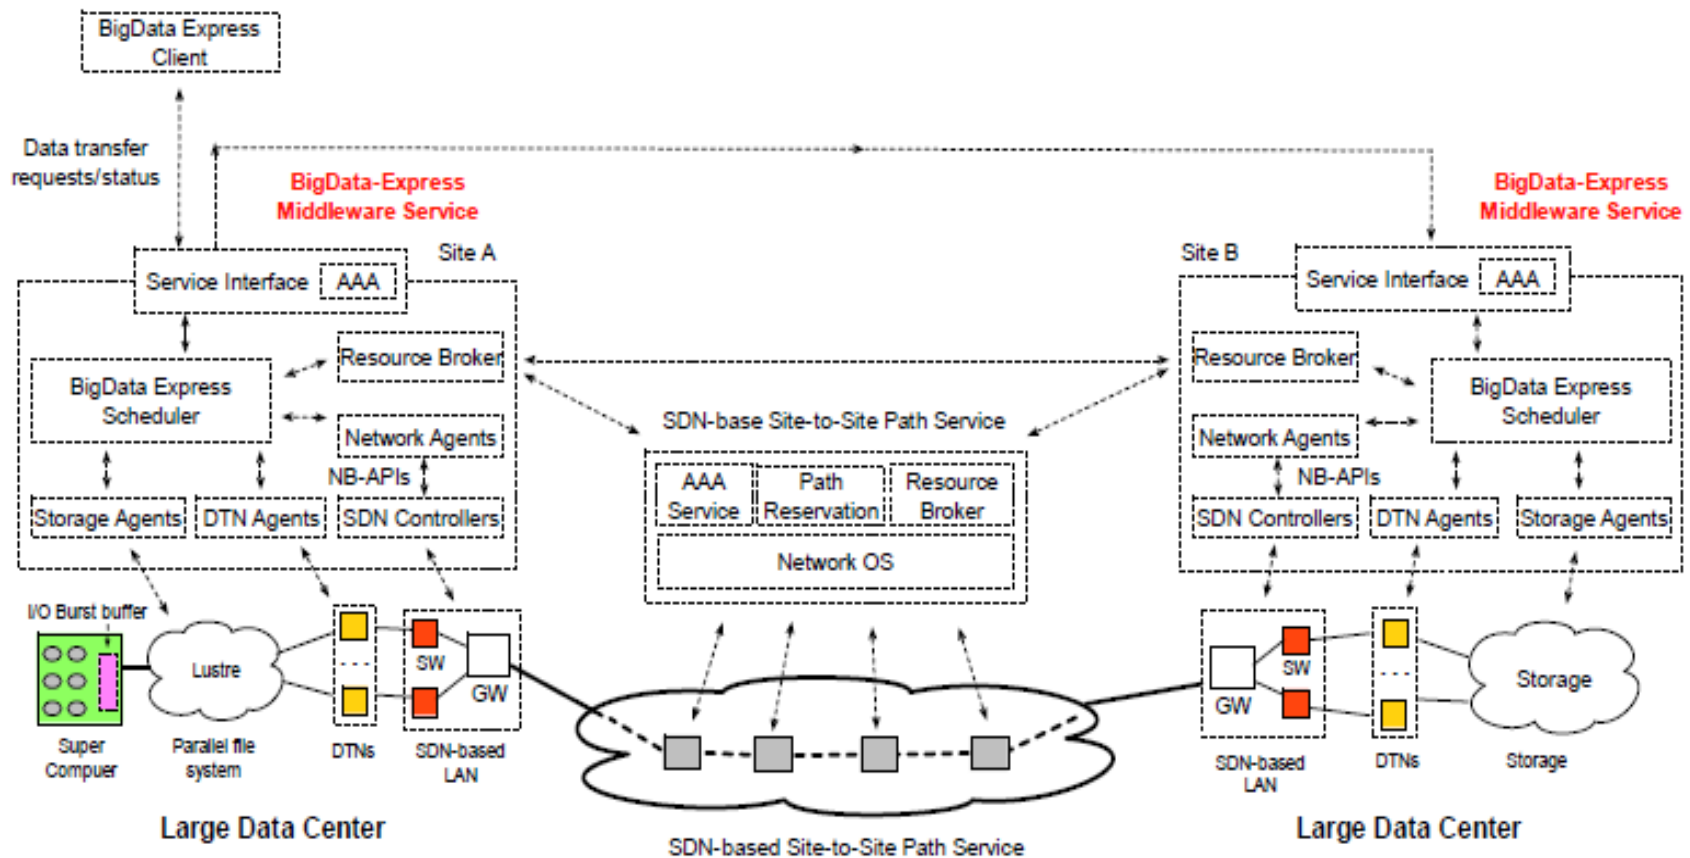 BigData Express
Client
Data transfer
requests/status
BigData-Express
Middleware Service
BigData-Express
Middleware Service
Site A
Service Interface
AAA
Resource Broker
BigData Express
Scheduler
Network Agents
NB-APIs
Storage Agents
DTN Agents
SDN Controllers
Site B
Service Interface
AAA
Resource Broker
BigData Express
Scheduler
Network Agents
NB-APIs
SDN Controllers
DTN Agents
Storage Agents
SDN-base Site-to-Site Path Service
AAA
Service
Path
Reservation
Resource
Broker
Network OS
I/O Burst buffer
Lustre
SW
GW
Super
Compuer
Parallel file
system
DTNs
SDN-based
LAN
Large Data Center
SDN-based Site-to-Site Path Service
GW
SW
Storage
SDN-based
LAN
DTNs
Storage
Large Data Center